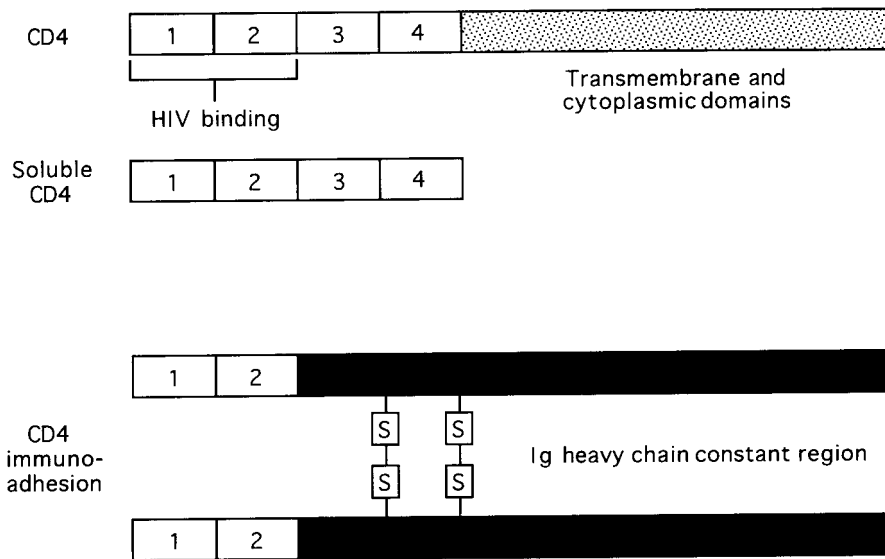 CD4
1 2 3 4
Transmembrane and
cytoplasmic domains
HIV binding
Soluble
CD4
1 2 3 4
1 2
S S
CD4
immuno-
adhesion
Ig heavy chain constant region
S S
1 2